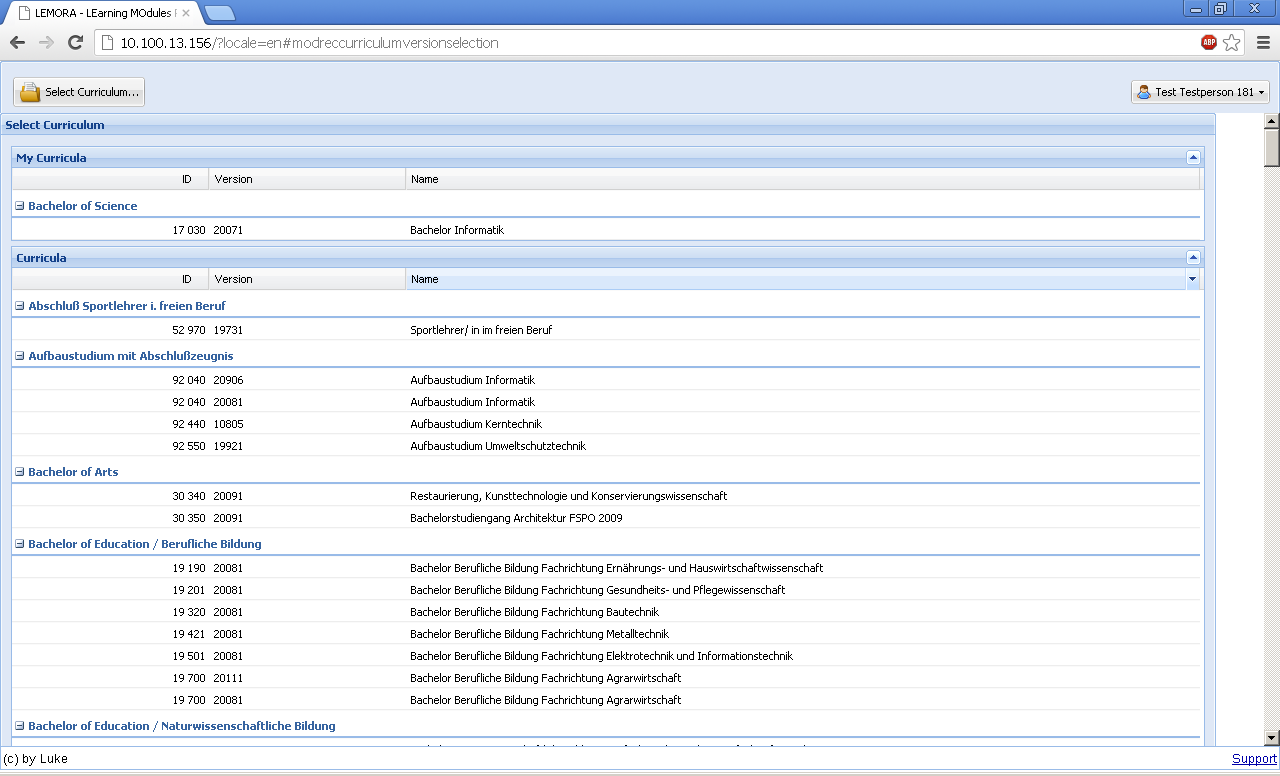 LEMORA - LEarning MOdules
10.100.13.156/?locale=en#modreccurriculumversionselection
ABP
Select Curriculum...
Test Testperson 181
Select Curriculum
My Curricula
ID Version Name
Bachelor of Science
17 030 20071 Bachelor Informatik
Curricula
ID Version Name
Abschluß Sportlehrer i. freien Beruf
52 970 19731 Sportlehrer/ in im freien Beruf
Aufbaustudium mit Abschlußzeugnis
92 040 20906 Aufbaustudium Informatik
92 040 20081 Aufbaustudium Informatik
92 440 10805 Aufbaustudium Kerntechnik
92 550 19921 Aufbaustudium Umweltschutztechnik
Bachelor of Arts
30 340 20091 Restaurierung, Kunsttechnologie und Konservierungswissenschaft
30 350 20091 Bachelorstudiengang Architektur FSPO 2009
Bachelor of Education / Berufliche Bildung
19 190 20081 Bachelor Berufliche Bildung Fachrichtung Ernährungs- und Hauswirtschaftwissenschaft
19 201 20081 Bachelor Berufliche Bildung Fachrichtung Gesundheits- und Pflegewissenschaft
19 320 20081 Bachelor Berufliche Bildung Fachrichtung Bautechnik
19 421 20081 Bachelor Berufliche Bildung Fachrichtung Metalltechnik
19 501 20081 Bachelor Berufliche Bildung Fachrichtung Elektrotechnik und Informationstechnik
19 700 20111 Bachelor Berufliche Bildung Fachrichtung Agrarwirtschaft
19 700 20081 Bachelor Berufliche Bildung Fachrichtung Agrarwirtschaft
Bachelor of Education / Naturwissenschaftliche Bildung
(c) by Luke
Support